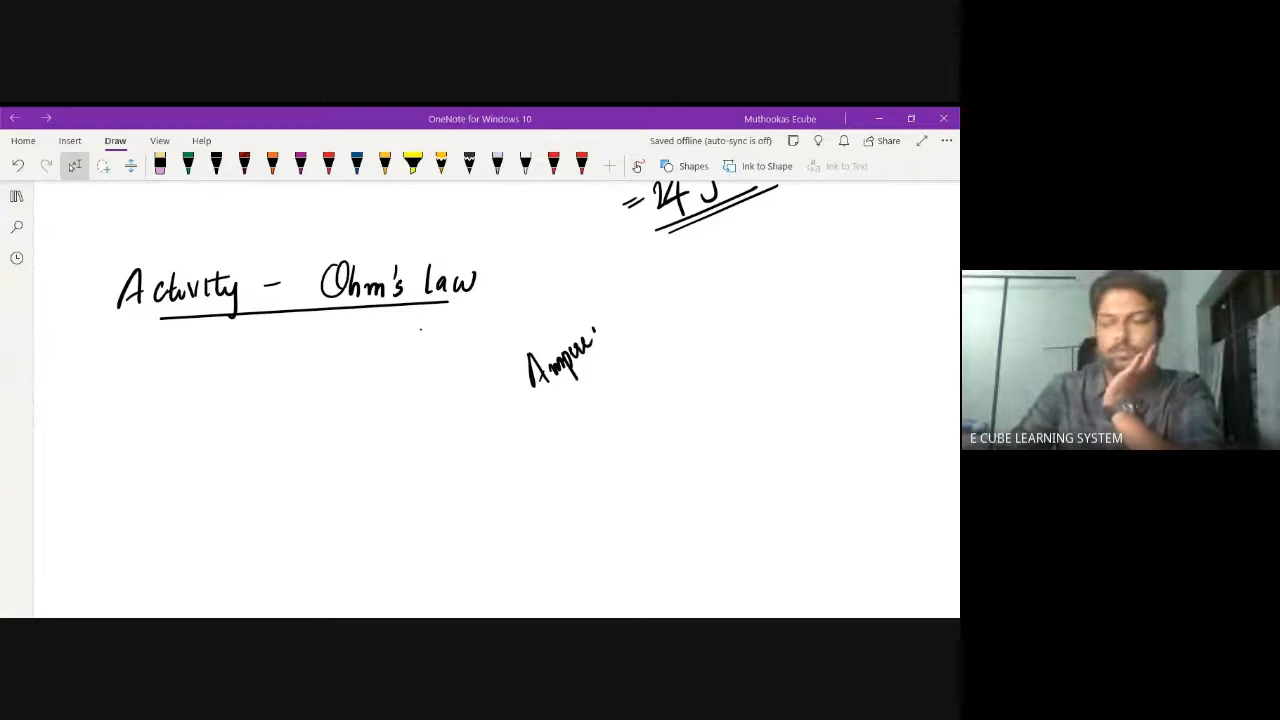 OneNote for Windows 10
Muthookas Ecube
Home Insert Draw View Help
Saved offline (auto-sync is off)
Share
Shapes
Ink to Shape
Ink to Text
= 24 J
Activity - Ohm's law
E CUBE LEARNING SYSTEM